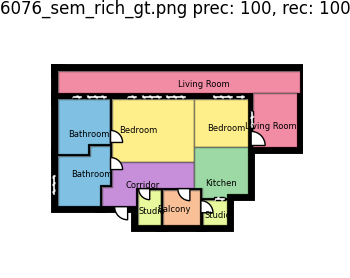 6076_sem_rich_gt.png prec: 100, rec: 100
Living Room
Living Room
Bathroom
Bedroom
Bedroom
Bathroom
Corridor
Kitchen
Studio
Balcony
Studio